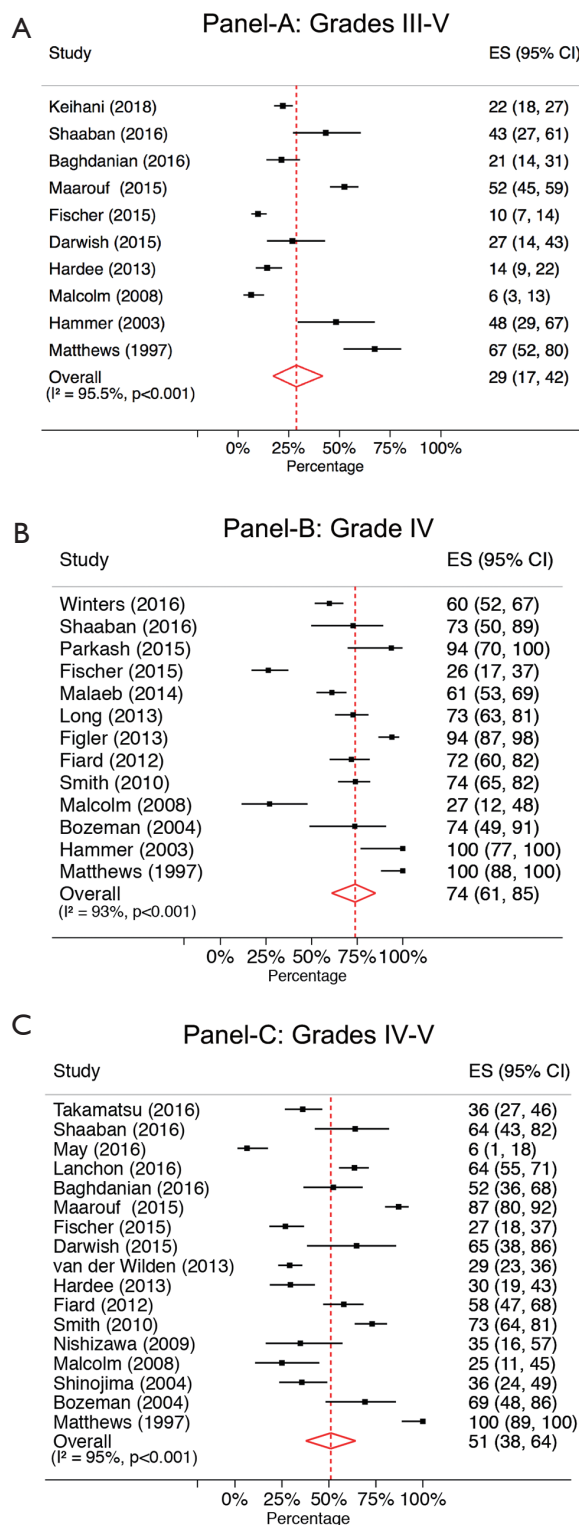 A
Panel-A: Grades III-V
Study ES (95% CI)
Keihani (2018) 22 (18, 27)
Shaaban (2016) 43 (27, 61)
Baghdanian (2016) 21 (14, 31)
Maarouf (2015) 52 (45, 59)
Fischer (2015) 10 (7, 14)
Darwish (2015) 27 (14, 43)
Hardee (2013) 14 (9, 22)
Malcolm (2008) 6 (3, 13)
Hammer (2003) 48 (29, 67)
Matthews (1997) 67 (52, 80)
Overall 29 (17, 42)
(I² = 95.5%, p<0.001)
0% 25% 50% 75% 100%
Percentage
B
Panel-B: Grade IV
Study ES (95% CI)
Winters (2016) 60 (52, 67)
Shaaban (2016) 73 (50, 89)
Parkash (2015) 94 (70, 100)
Fischer (2015) 26 (17, 37)
Malaeb (2014) 61 (53, 69)
Long (2013) 73 (63, 81)
Figler (2013) 94 (87, 98)
Fiard (2012) 72 (60, 82)
Smith (2010) 74 (65, 82)
Malcolm (2008) 27 (12, 48)
Bozeman (2004) 74 (49, 91)
Hammer (2003) 100 (77, 100)
Matthews (1997) 100 (88, 100)
Overall 74 (61, 85)
(I² = 93%, p<0.001)
0% 25% 50% 75% 100%
Percentage
C
Panel-C: Grades IV-V
Study ES (95% CI)
Takamatsu (2016) 36 (27, 46)
Shaaban (2016) 64 (43, 82)
May (2016) 6 (1, 18)
Lanchon (2016) 64 (55, 71)
Baghdanian (2016) 52 (36, 68)
Maarouf (2015) 87 (80, 92)
Fischer (2015) 27 (18, 37)
Darwish (2015) 65 (38, 86)
van der Wilden (2013) 29 (23, 36)
Hardee (2013) 30 (19, 43)
Fiard (2012) 58 (47, 68)
Smith (2010) 73 (64, 81)
Nishizawa (2009) 35 (16, 57)
Malcolm (2008) 25 (11, 45)
Shinojima (2004) 36 (24, 49)
Bozeman (2004) 69 (48, 86)
Matthews (1997) 100 (89, 100)
Overall 51 (38, 64)
(I² = 95%, p<0.001)
0% 25% 50% 75% 100%
Percentage